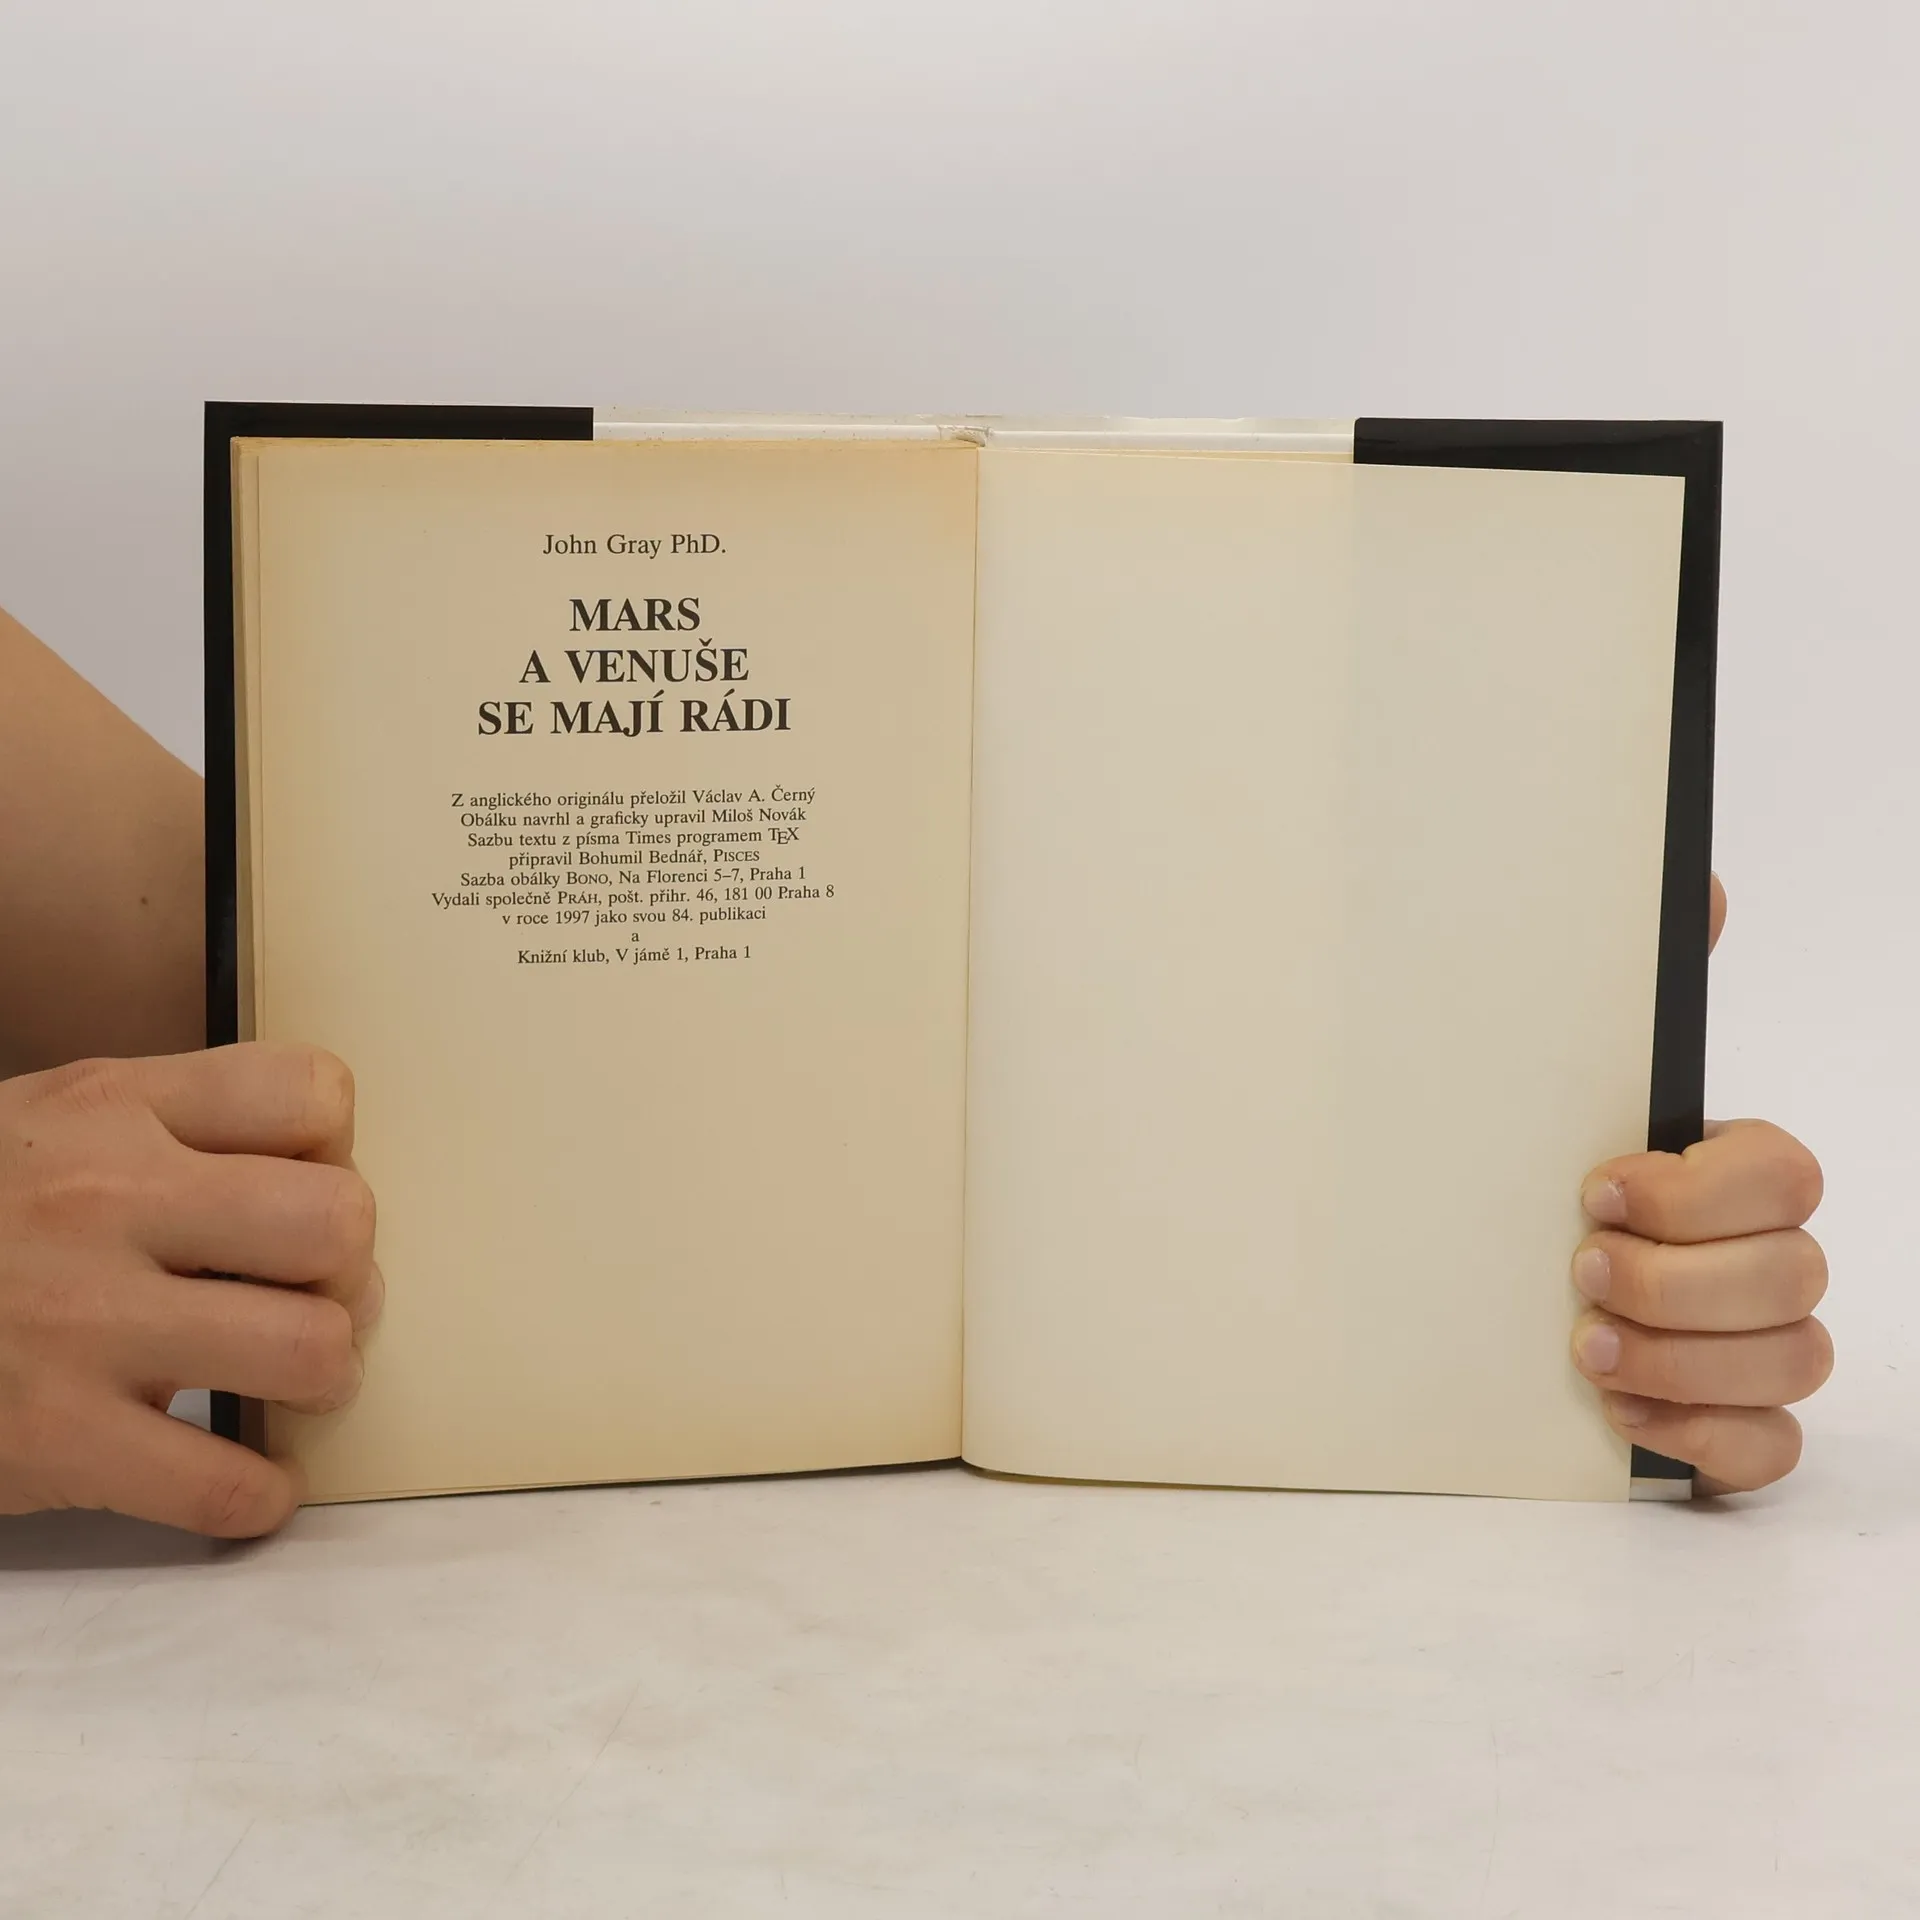 John Gray PhD.
MARS
A VENUŠE
SE MAJÍ RÁDI
Z anglického originálu přeložil Václav A. Černý
Obálku navrhl a graficky upravil Miloš Novák
Sazbu textu z písma Times programem TEX
připravil Bohumil Bednář, PISCES
Sazba obálky BONO, Na Florenci 5–7, Praha 1
Vydali společně PRÁH, pošt. přihr. 46, 181 00 Praha 8
v roce 1997 jako svou 84. publikaci
a
Knižní klub, V jámě 1, Praha 1